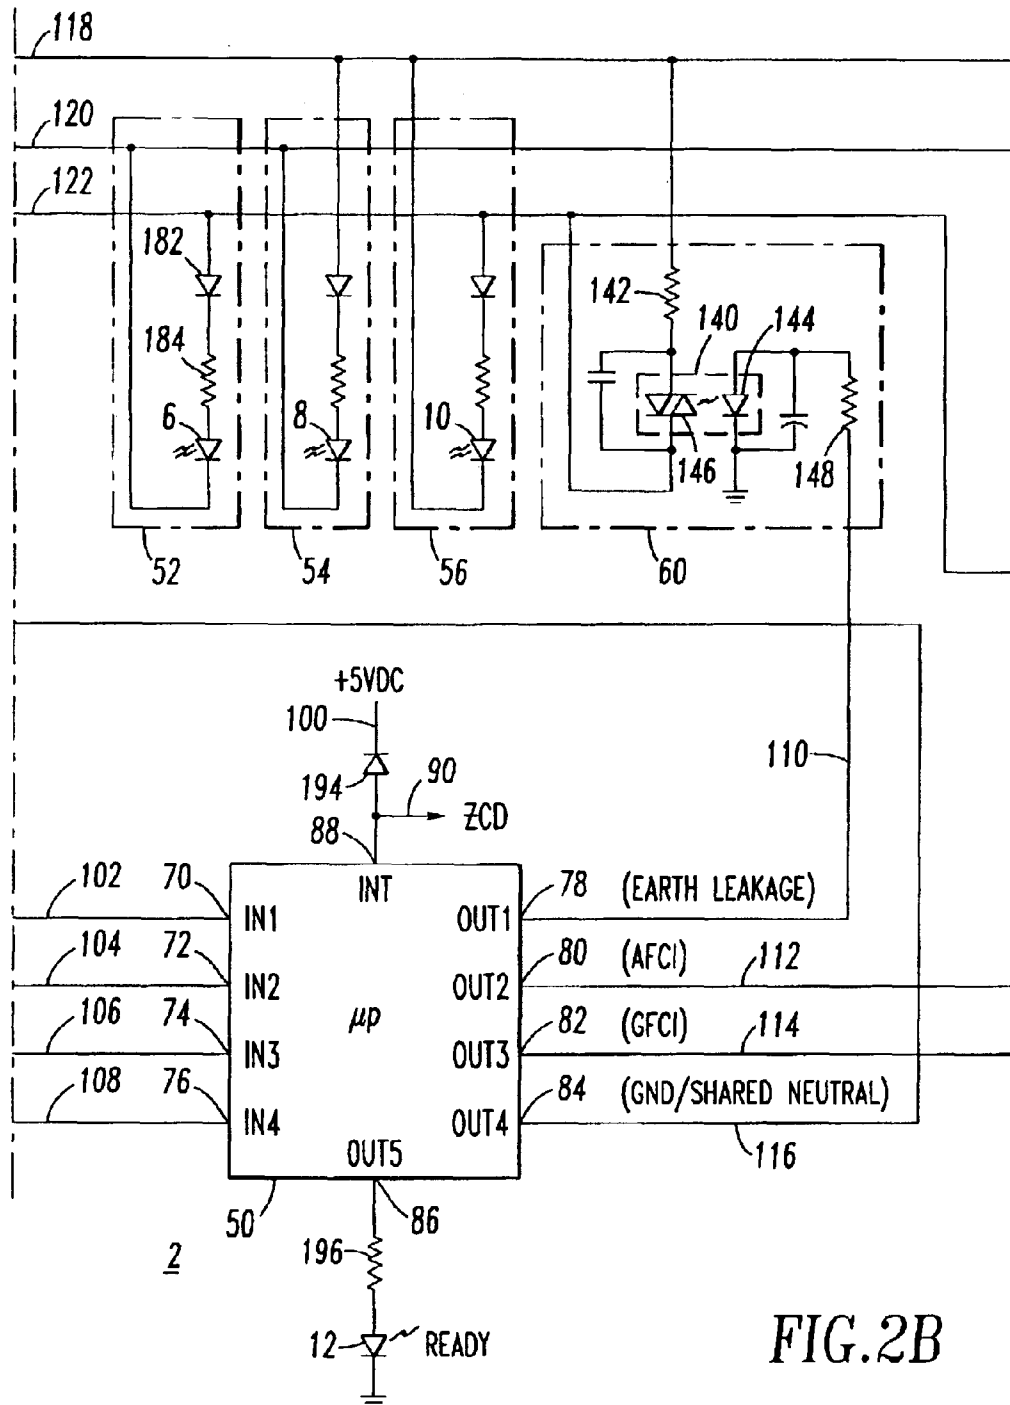 118
120
122
182
184
6
8
10
142
140
144
146
148
52
54
56
60
+5VDC
100
194
90
ZCD
88
110
102
70
INT
78
(EARTH LEAKAGE)
IN1
OUT1
104
72
80
(AFCI)
112
IN2
OUT2
μp
106
74
82
(GFCI)
114
IN3
OUT3
108
76
84
(GND/SHARED NEUTRAL)
IN4
OUT4
116
OUT5
50
86
2
196
12
READY
FIG.2B